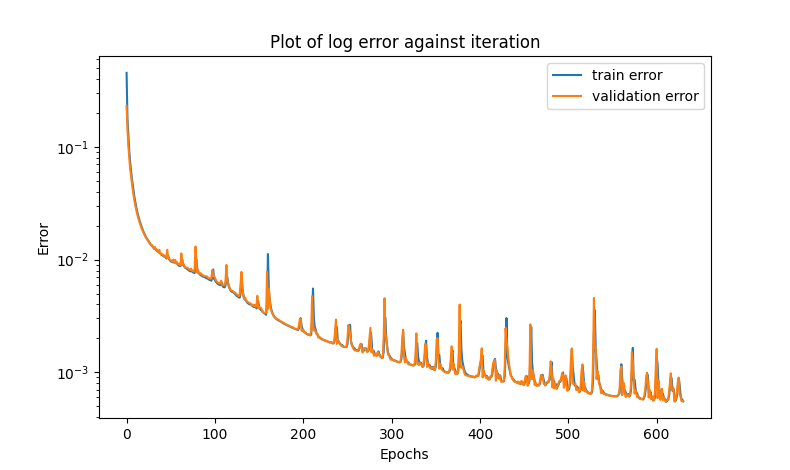 Plot of log error against iteration
train error
validation error
Error
10⁻¹
10⁻²
10⁻³
0 100 200 300 400 500 600
Epochs